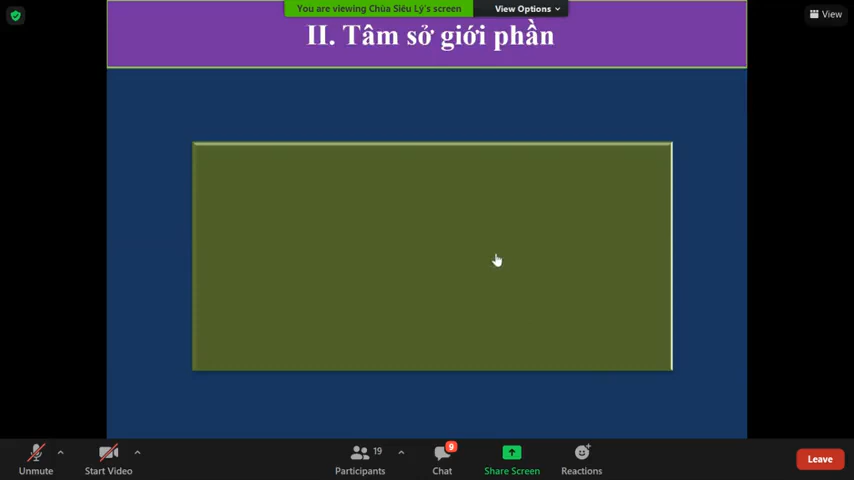 You are viewing Chùa Siêu Lý's screen
View Options
View
II. Tâm sở giới phần
Unmute
Start Video
Participants
19
Chat
9
Share Screen
Reactions
Leave